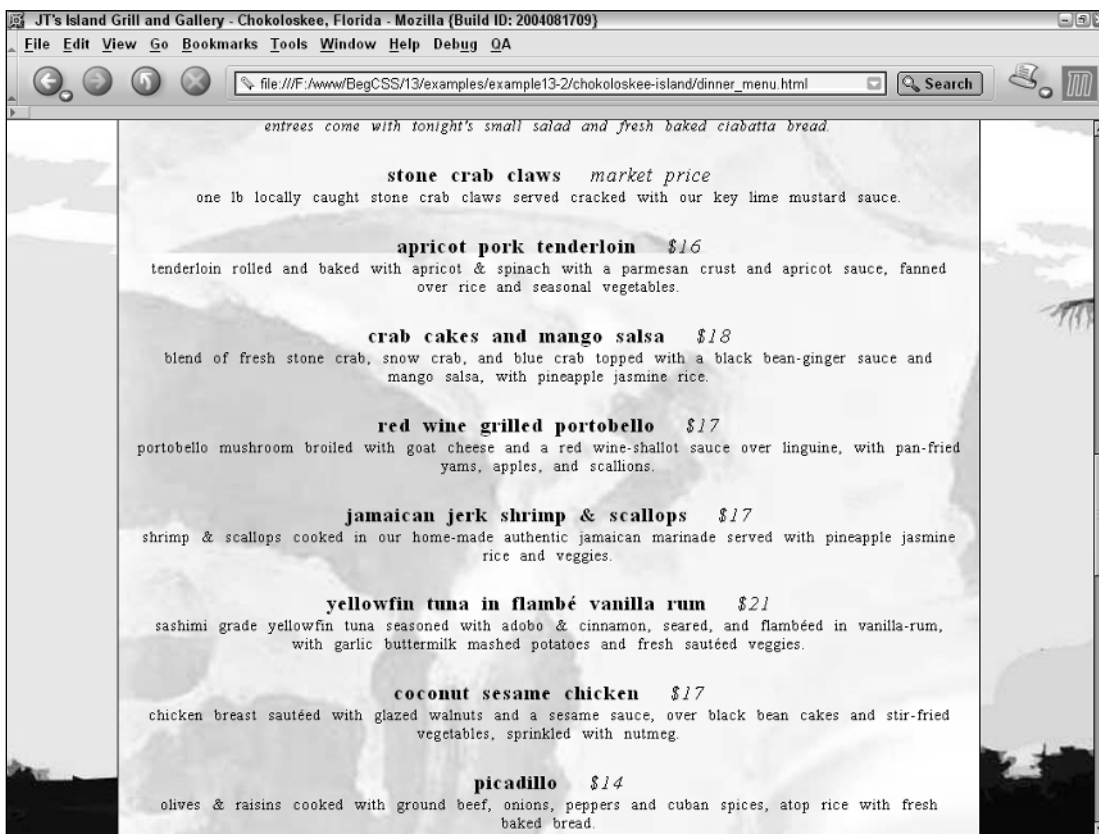 JT's Island Grill and Gallery - Chokoloskee, Florida - Mozilla {Build ID: 2004081709}
File Edit View Go Bookmarks Tools Window Help Debug QA
file:///F:/www/BegCSS/13/examples/example13-2/chokoloskee-island/dinner_menu.html Search
entrees come with tonight's small salad and fresh baked ciabatta bread.
stone crab claws market price
one lb locally caught stone crab claws served cracked with our key lime mustard sauce.
apricot pork tenderloin $16
tenderloin rolled and baked with apricot & spinach with a parmesan crust and apricot sauce, fanned
over rice and seasonal vegetables.
crab cakes and mango salsa $18
blend of fresh stone crab, snow crab, and blue crab topped with a black bean-ginger sauce and
mango salsa, with pineapple jasmine rice.
red wine grilled portobello $17
portobello mushroom broiled with goat cheese and a red wine-shallot sauce over linguine, with pan-fried
yams, apples, and scallions.
jamaican jerk shrimp & scallops $17
shrimp & scallops cooked in our home-made authentic jamaican marinade served with pineapple jasmine
rice and veggies.
yellowfin tuna in flambé vanilla rum $21
sashimi grade yellowfin tuna seasoned with adobo & cinnamon, seared, and flambéed in vanilla-rum,
with garlic buttermilk mashed potatoes and fresh sautéed veggies.
coconut sesame chicken $17
chicken breast sautéed with glazed walnuts and a sesame sauce, over black bean cakes and stir-fried
vegetables, sprinkled with nutmeg.
picadillo $14
olives & raisins cooked with ground beef, onions, peppers and cuban spices, atop rice with fresh
baked bread.